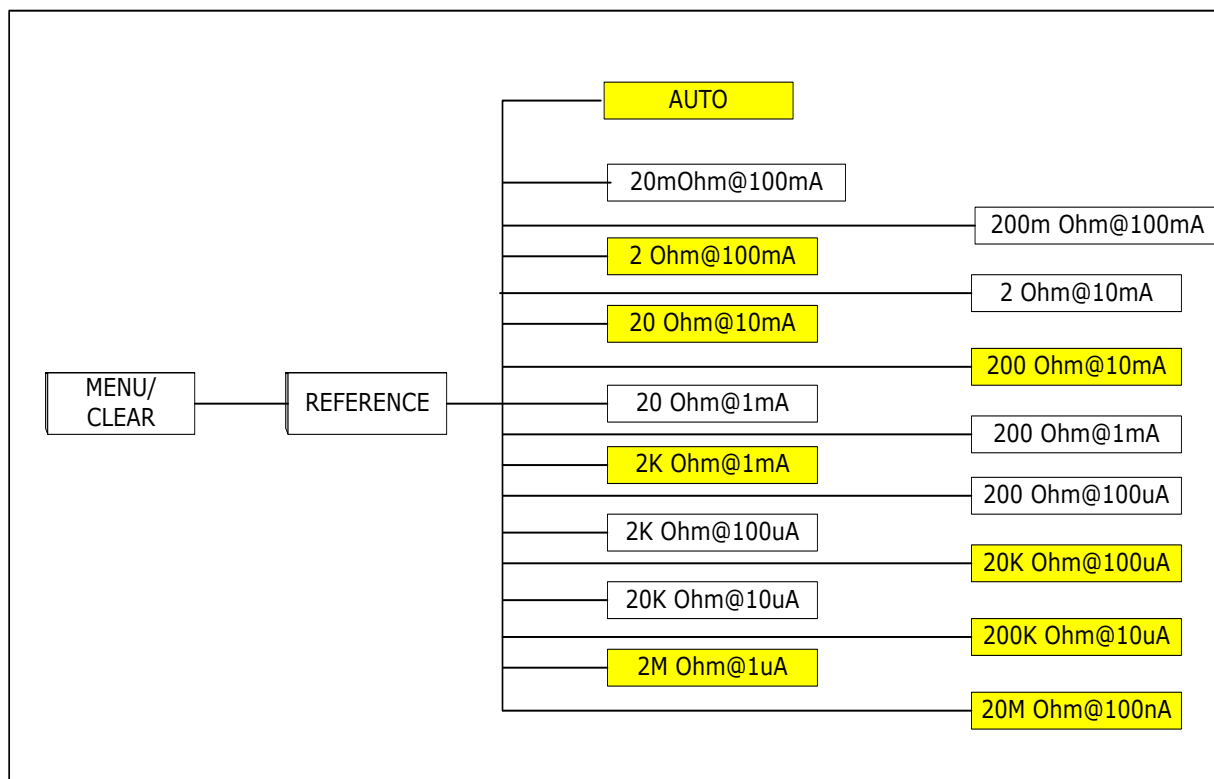 AUTO
20mOhm@100mA
200m Ohm@100mA
2 Ohm@100mA
2 Ohm@10mA
20 Ohm@10mA
200 Ohm@10mA
MENU/
CLEAR
REFERENCE
20 Ohm@1mA
200 Ohm@1mA
2K Ohm@1mA
200 Ohm@100uA
2K Ohm@100uA
20K Ohm@100uA
20K Ohm@10uA
200K Ohm@10uA
2M Ohm@1uA
20M Ohm@100nA